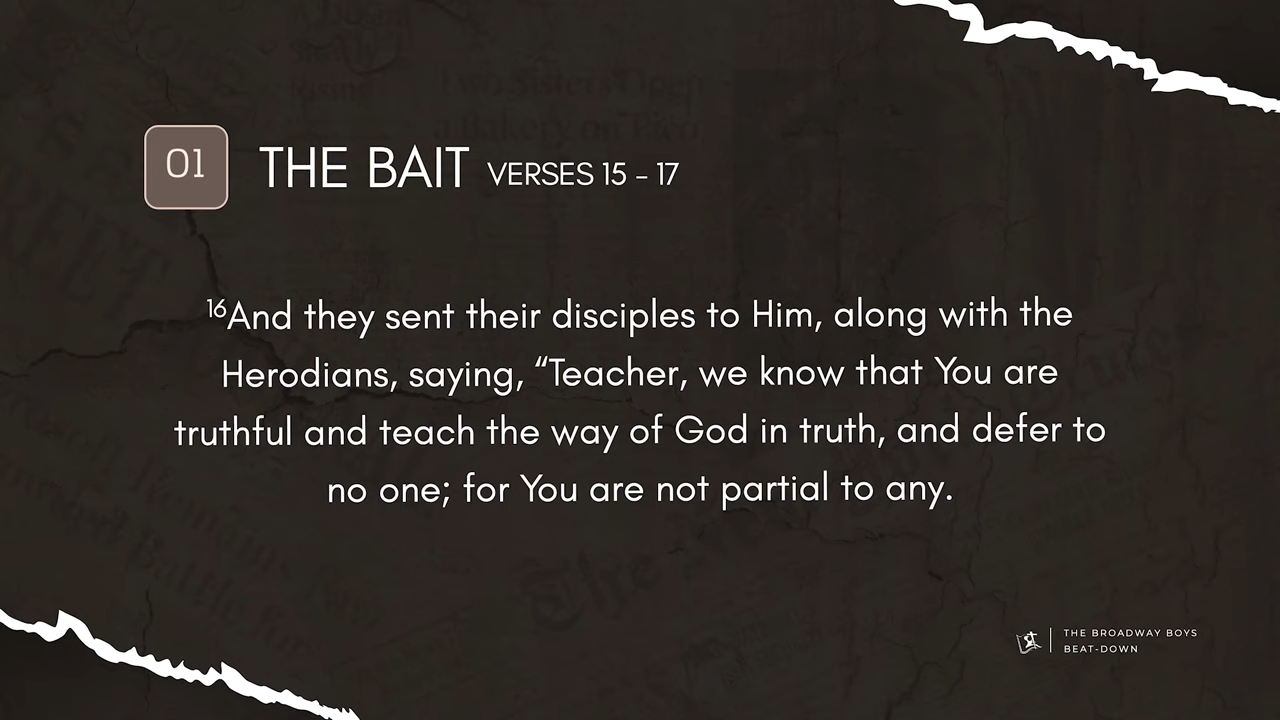 01 THE BAIT VERSES 15 – 17
¹⁶And they sent their disciples to Him, along with the
Herodians, saying, “Teacher, we know that You are
truthful and teach the way of God in truth, and defer to
no one; for You are not partial to any.
THE BROADWAY BOYS
BEAT-DOWN